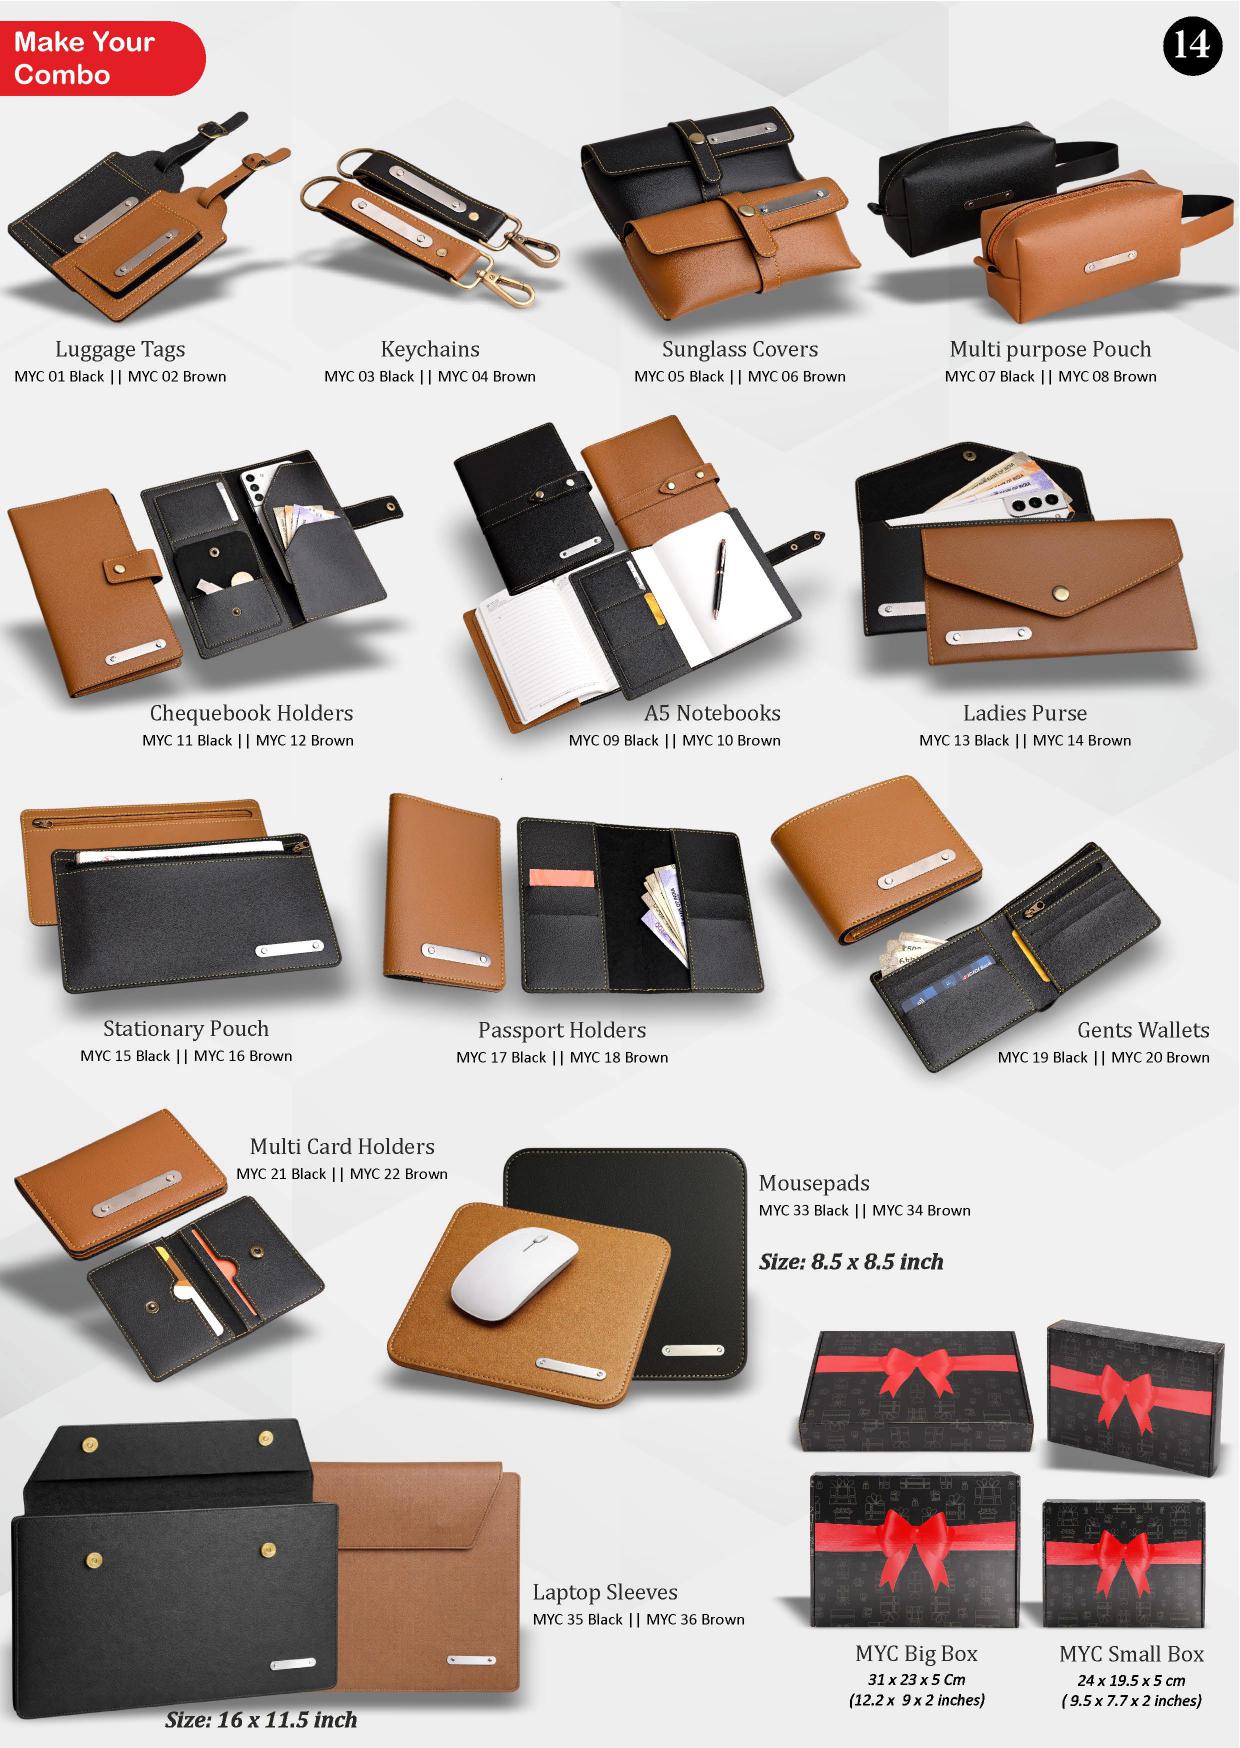 Make Your
Combo
14
Luggage Tags
MYC 01 Black || MYC 02 Brown
Keychains
MYC 03 Black || MYC 04 Brown
Sunglass Covers
MYC 05 Black || MYC 06 Brown
Multi purpose Pouch
MYC 07 Black || MYC 08 Brown
Chequebook Holders
MYC 11 Black || MYC 12 Brown
A5 Notebooks
MYC 09 Black || MYC 10 Brown
Ladies Purse
MYC 13 Black || MYC 14 Brown
Stationary Pouch
MYC 15 Black || MYC 16 Brown
Passport Holders
MYC 17 Black || MYC 18 Brown
Gents Wallets
MYC 19 Black || MYC 20 Brown
Multi Card Holders
MYC 21 Black || MYC 22 Brown
Mousepads
MYC 33 Black || MYC 34 Brown
Size: 8.5 x 8.5 inch
Laptop Sleeves
MYC 35 Black || MYC 36 Brown
Size: 16 x 11.5 inch
MYC Big Box
31 x 23 x 5 Cm
(12.2 x 9 x 2 inches)
MYC Small Box
24 x 19.5 x 5 cm
( 9.5 x 7.7 x 2 inches)